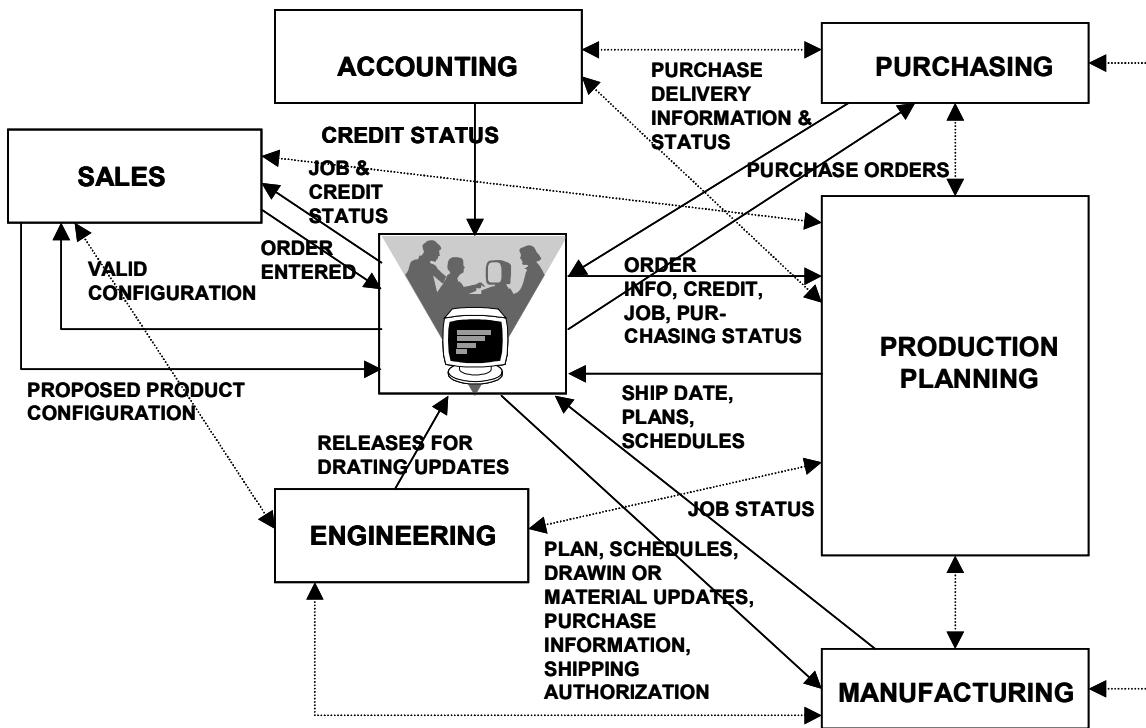 ACCOUNTING
PURCHASING
PURCHASE
DELIVERY
INFORMATION &
STATUS
CREDIT STATUS
SALES
JOB &
CREDIT
STATUS
PURCHASE ORDERS
ORDER
ENTERED
VALID
CONFIGURATION
ORDER
INFO, CREDIT,
JOB, PUR-
CHASING STATUS
PRODUCTION
PLANNING
PROPOSED PRODUCT
CONFIGURATION
SHIP DATE,
PLANS,
SCHEDULES
RELEASES FOR
DRATING UPDATES
JOB STATUS
ENGINEERING
PLAN, SCHEDULES,
DRAWIN OR
MATERIAL UPDATES,
PURCHASE
INFORMATION,
SHIPPING
AUTHORIZATION
MANUFACTURING